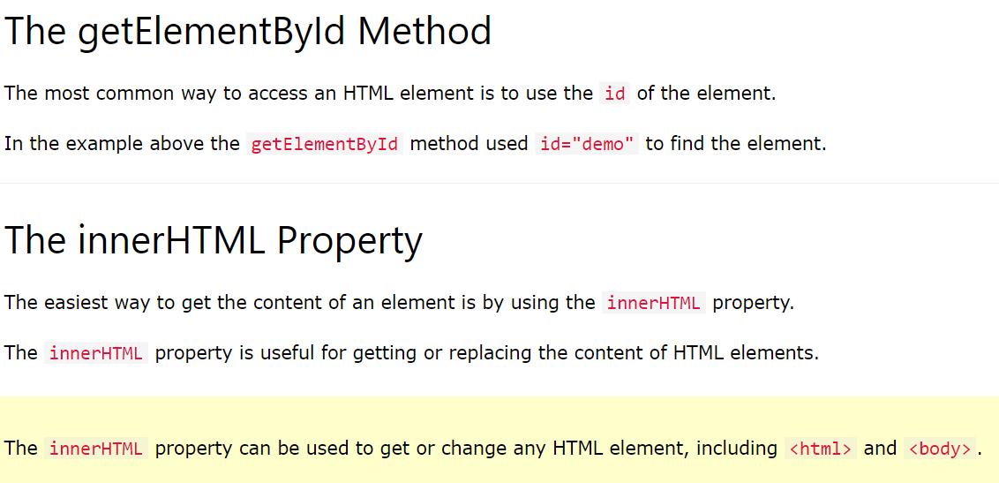 The getElementById Method
The most common way to access an HTML element is to use the id of the element.
In the example above the getElementById method used id="demo" to find the element.
The innerHTML Property
The easiest way to get the content of an element is by using the innerHTML property.
The innerHTML property is useful for getting or replacing the content of HTML elements.
The innerHTML property can be used to get or change any HTML element, including <html> and <body>.